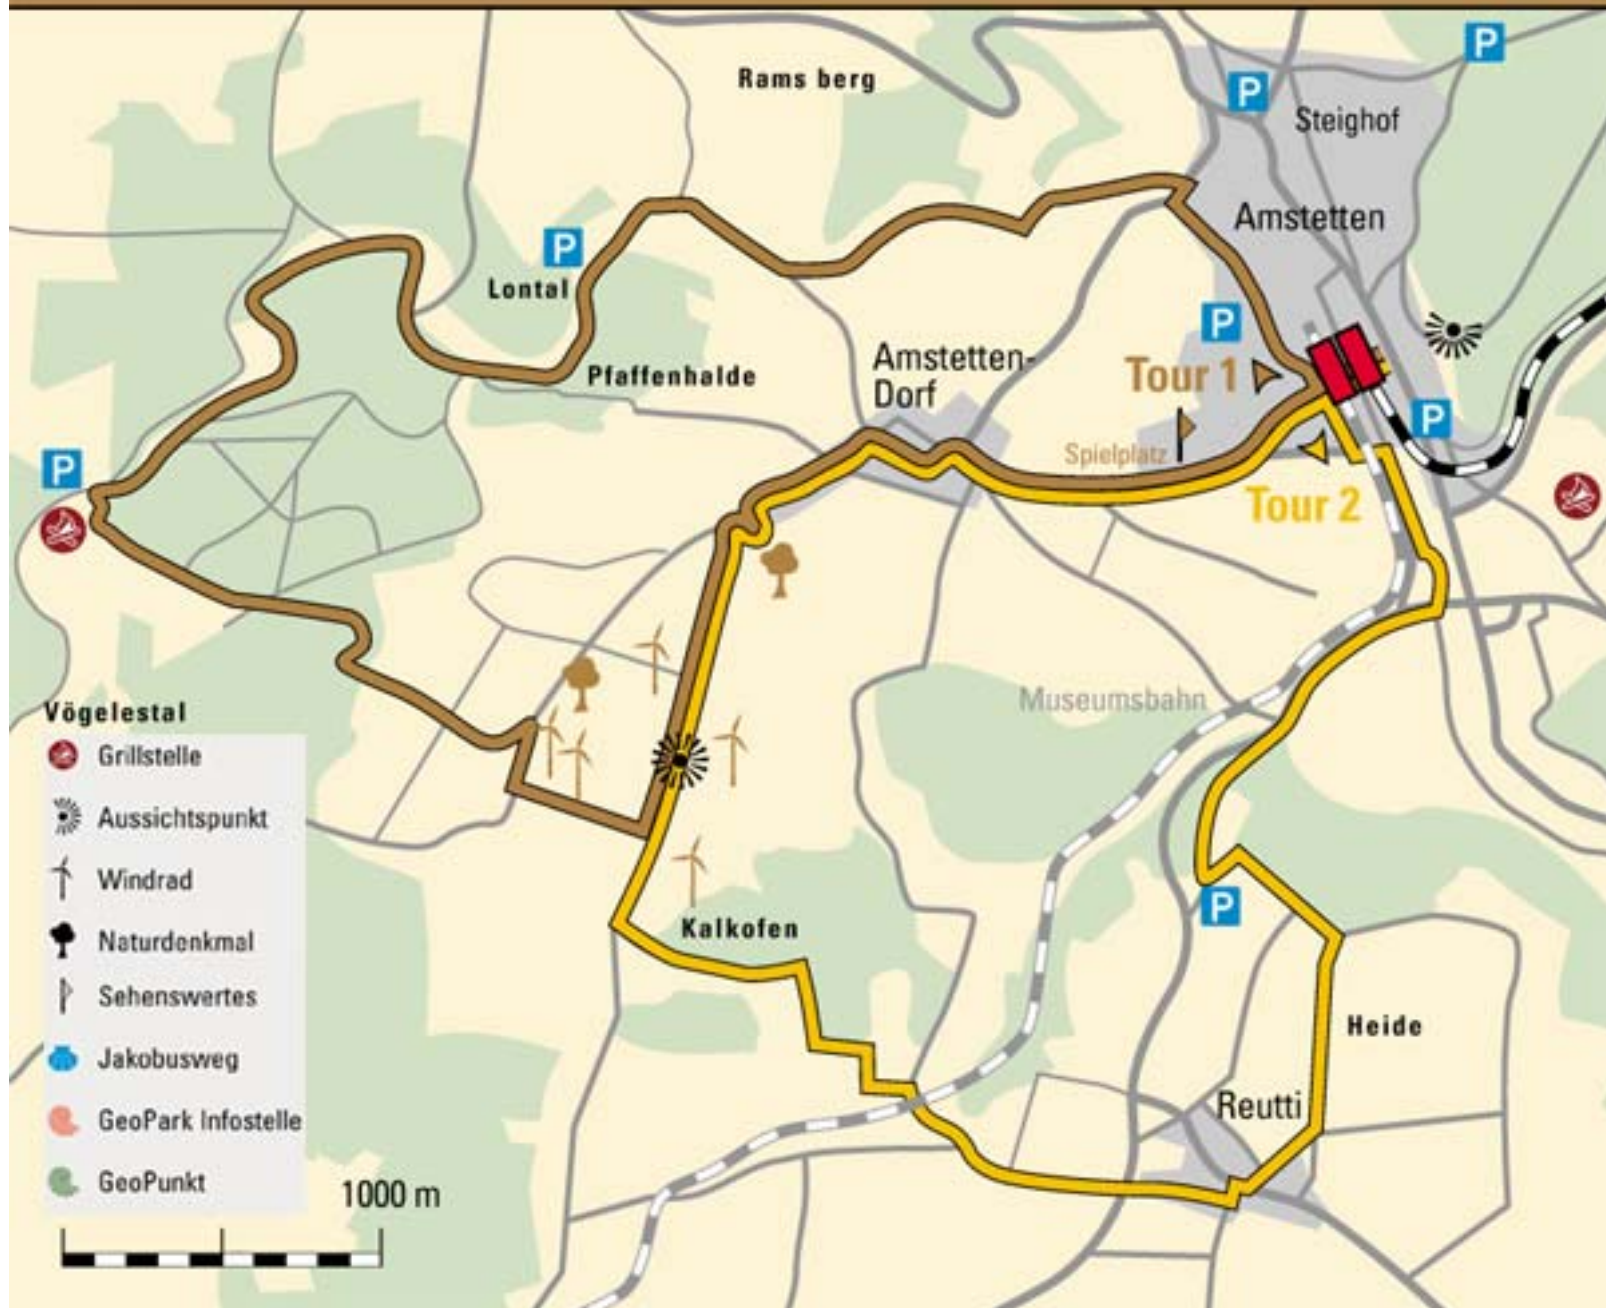 P
Rams berg
P
Steighof
Amstetten
P
Lontal
P
Amstetten-
Dorf
Tour 1
Pfaffenhalde
P
Spielplatz
P
Tour 2
Museumsbahn
Vögelestal
Grillstelle
Aussichtspunkt
Windrad
Naturdenkmal
Sehenswertes
Jakobusweg
GeoPark Infostelle
GeoPunkt
1000 m
P
Kalkofen
Heide
Reutti